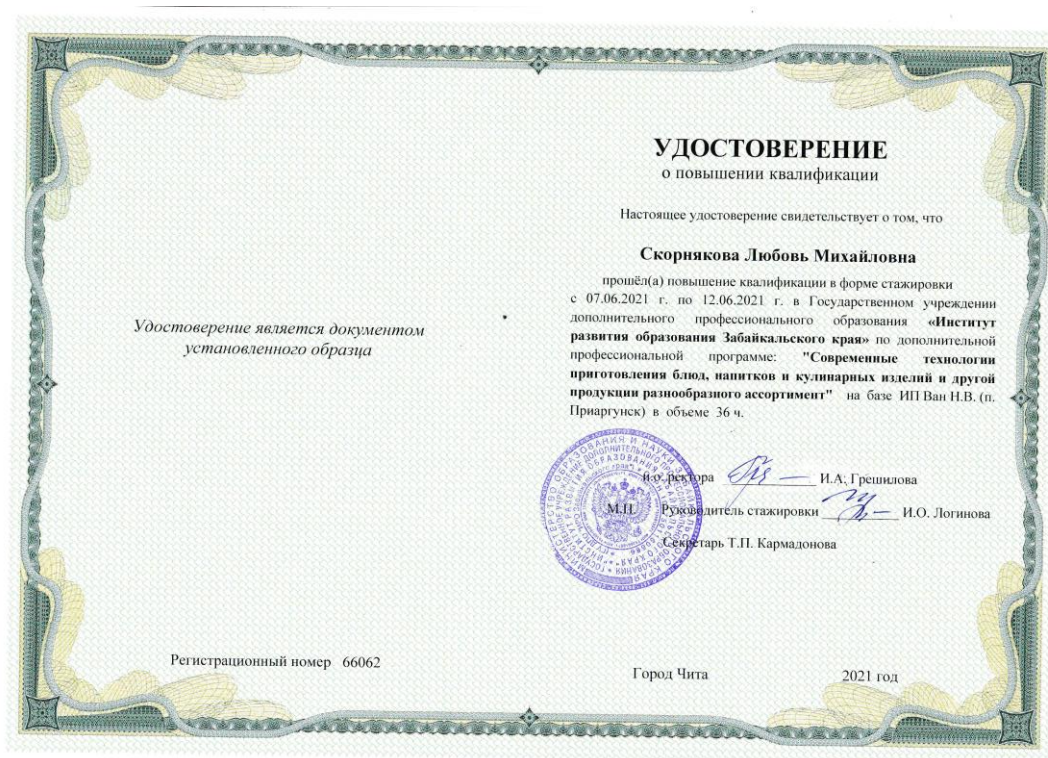 Удостоверение является документом
установленного образца
Регистрационный номер 66062
УДОСТОВЕРЕНИЕ
о повышении квалификации
Настоящее удостоверение свидетельствует о том, что
Скорнякова Любовь Михайловна
прошёл(а) повышение квалификации в форме стажировки
с 07.06.2021 г. по 12.06.2021 г. в Государственном учреждении
дополнительного профессионального образования «Институт
развития образования Забайкальского края» по дополнительной
профессиональной программе: "Современные технологии
приготовления блюд, напитков и кулинарных изделий и другой
продукции разнообразного ассортимент" на базе ИП Ван Н.В. (п.
Приаргунск) в объеме 36 ч.
И.о. ректора И.А. Грешилова
М.П. Руководитель стажировки И.О. Логинова
Секретарь Т.П. Кармадонова
Город Чита 2021 год